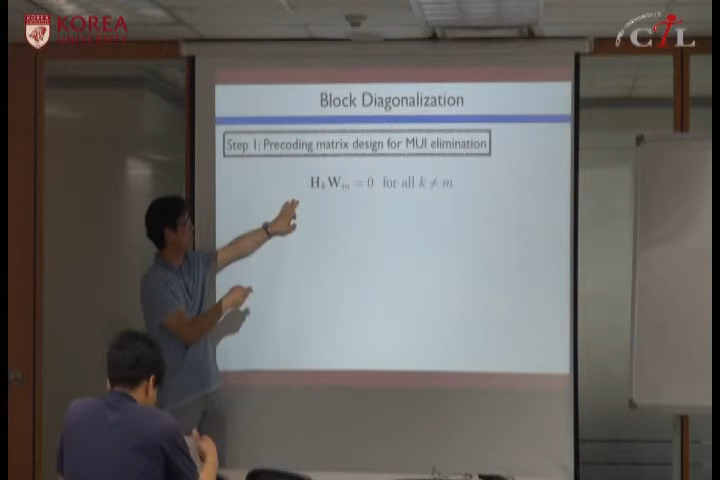 KOREA
CIL
Block Diagonalization
Step 1: Precoding matrix design for MUI elimination
HₖWₘ = 0 for all k ≠ m